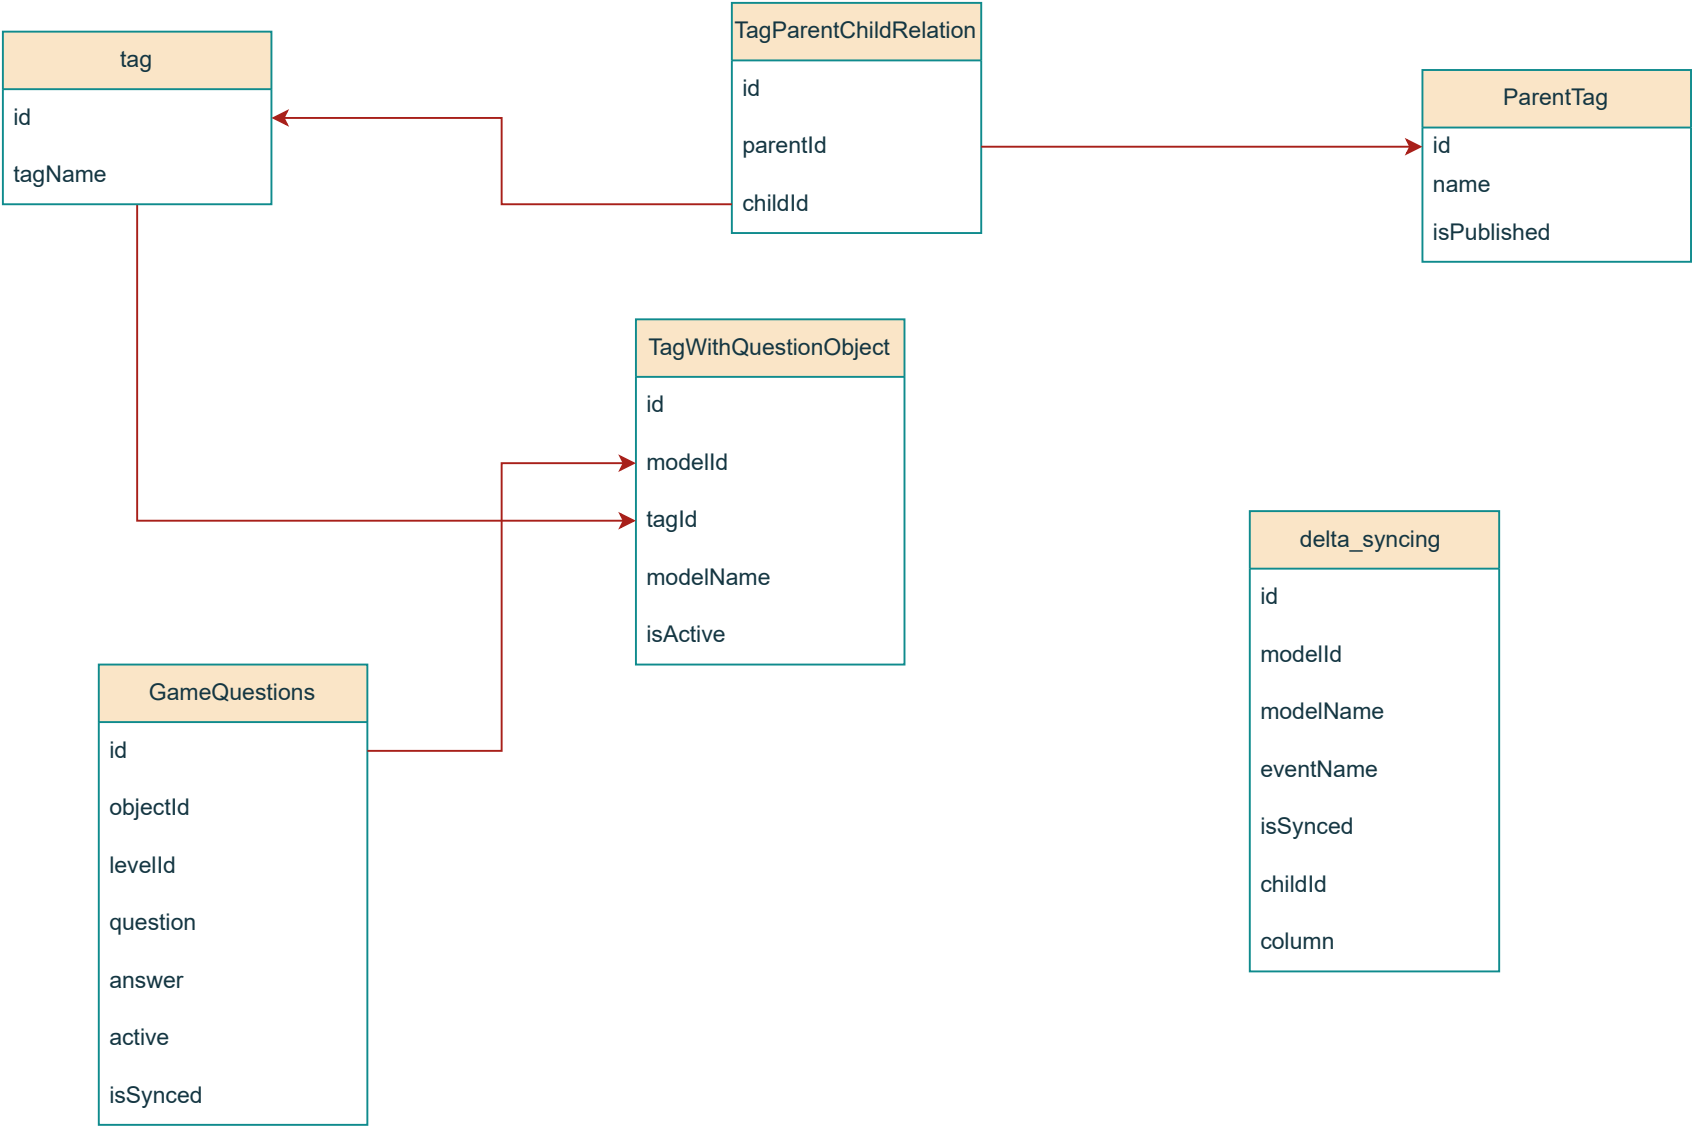 tag
id
tagName
TagParentChildRelation
id
parentId
childId
ParentTag
id
name
isPublished
TagWithQuestionObject
id
modelId
tagId
modelName
isActive
GameQuestions
id
objectId
levelId
question
answer
active
isSynced
delta_syncing
id
modelId
modelName
eventName
isSynced
childId
column